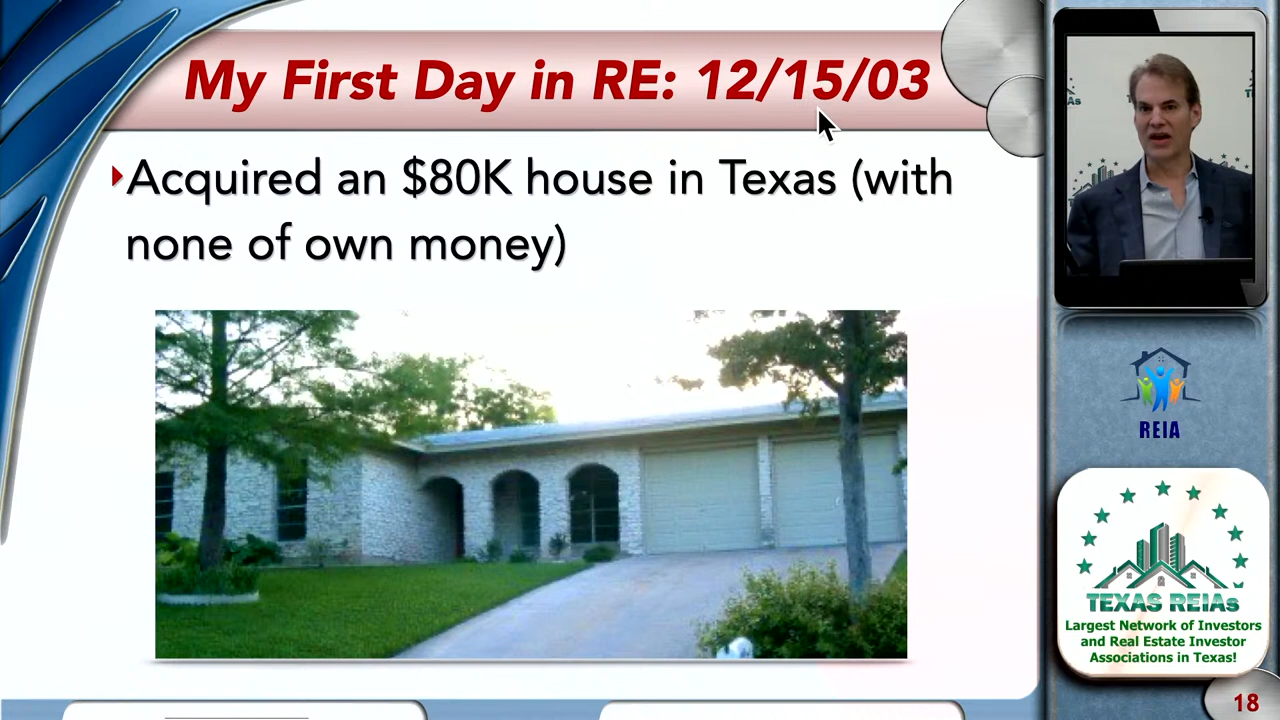 My First Day in RE: 12/15/03
Acquired an $80K house in Texas (with
none of own money)
As
T
REIA
TEXAS REIAs
Largest Network of Investors
and Real Estate Investor
Associations in Texas!
18